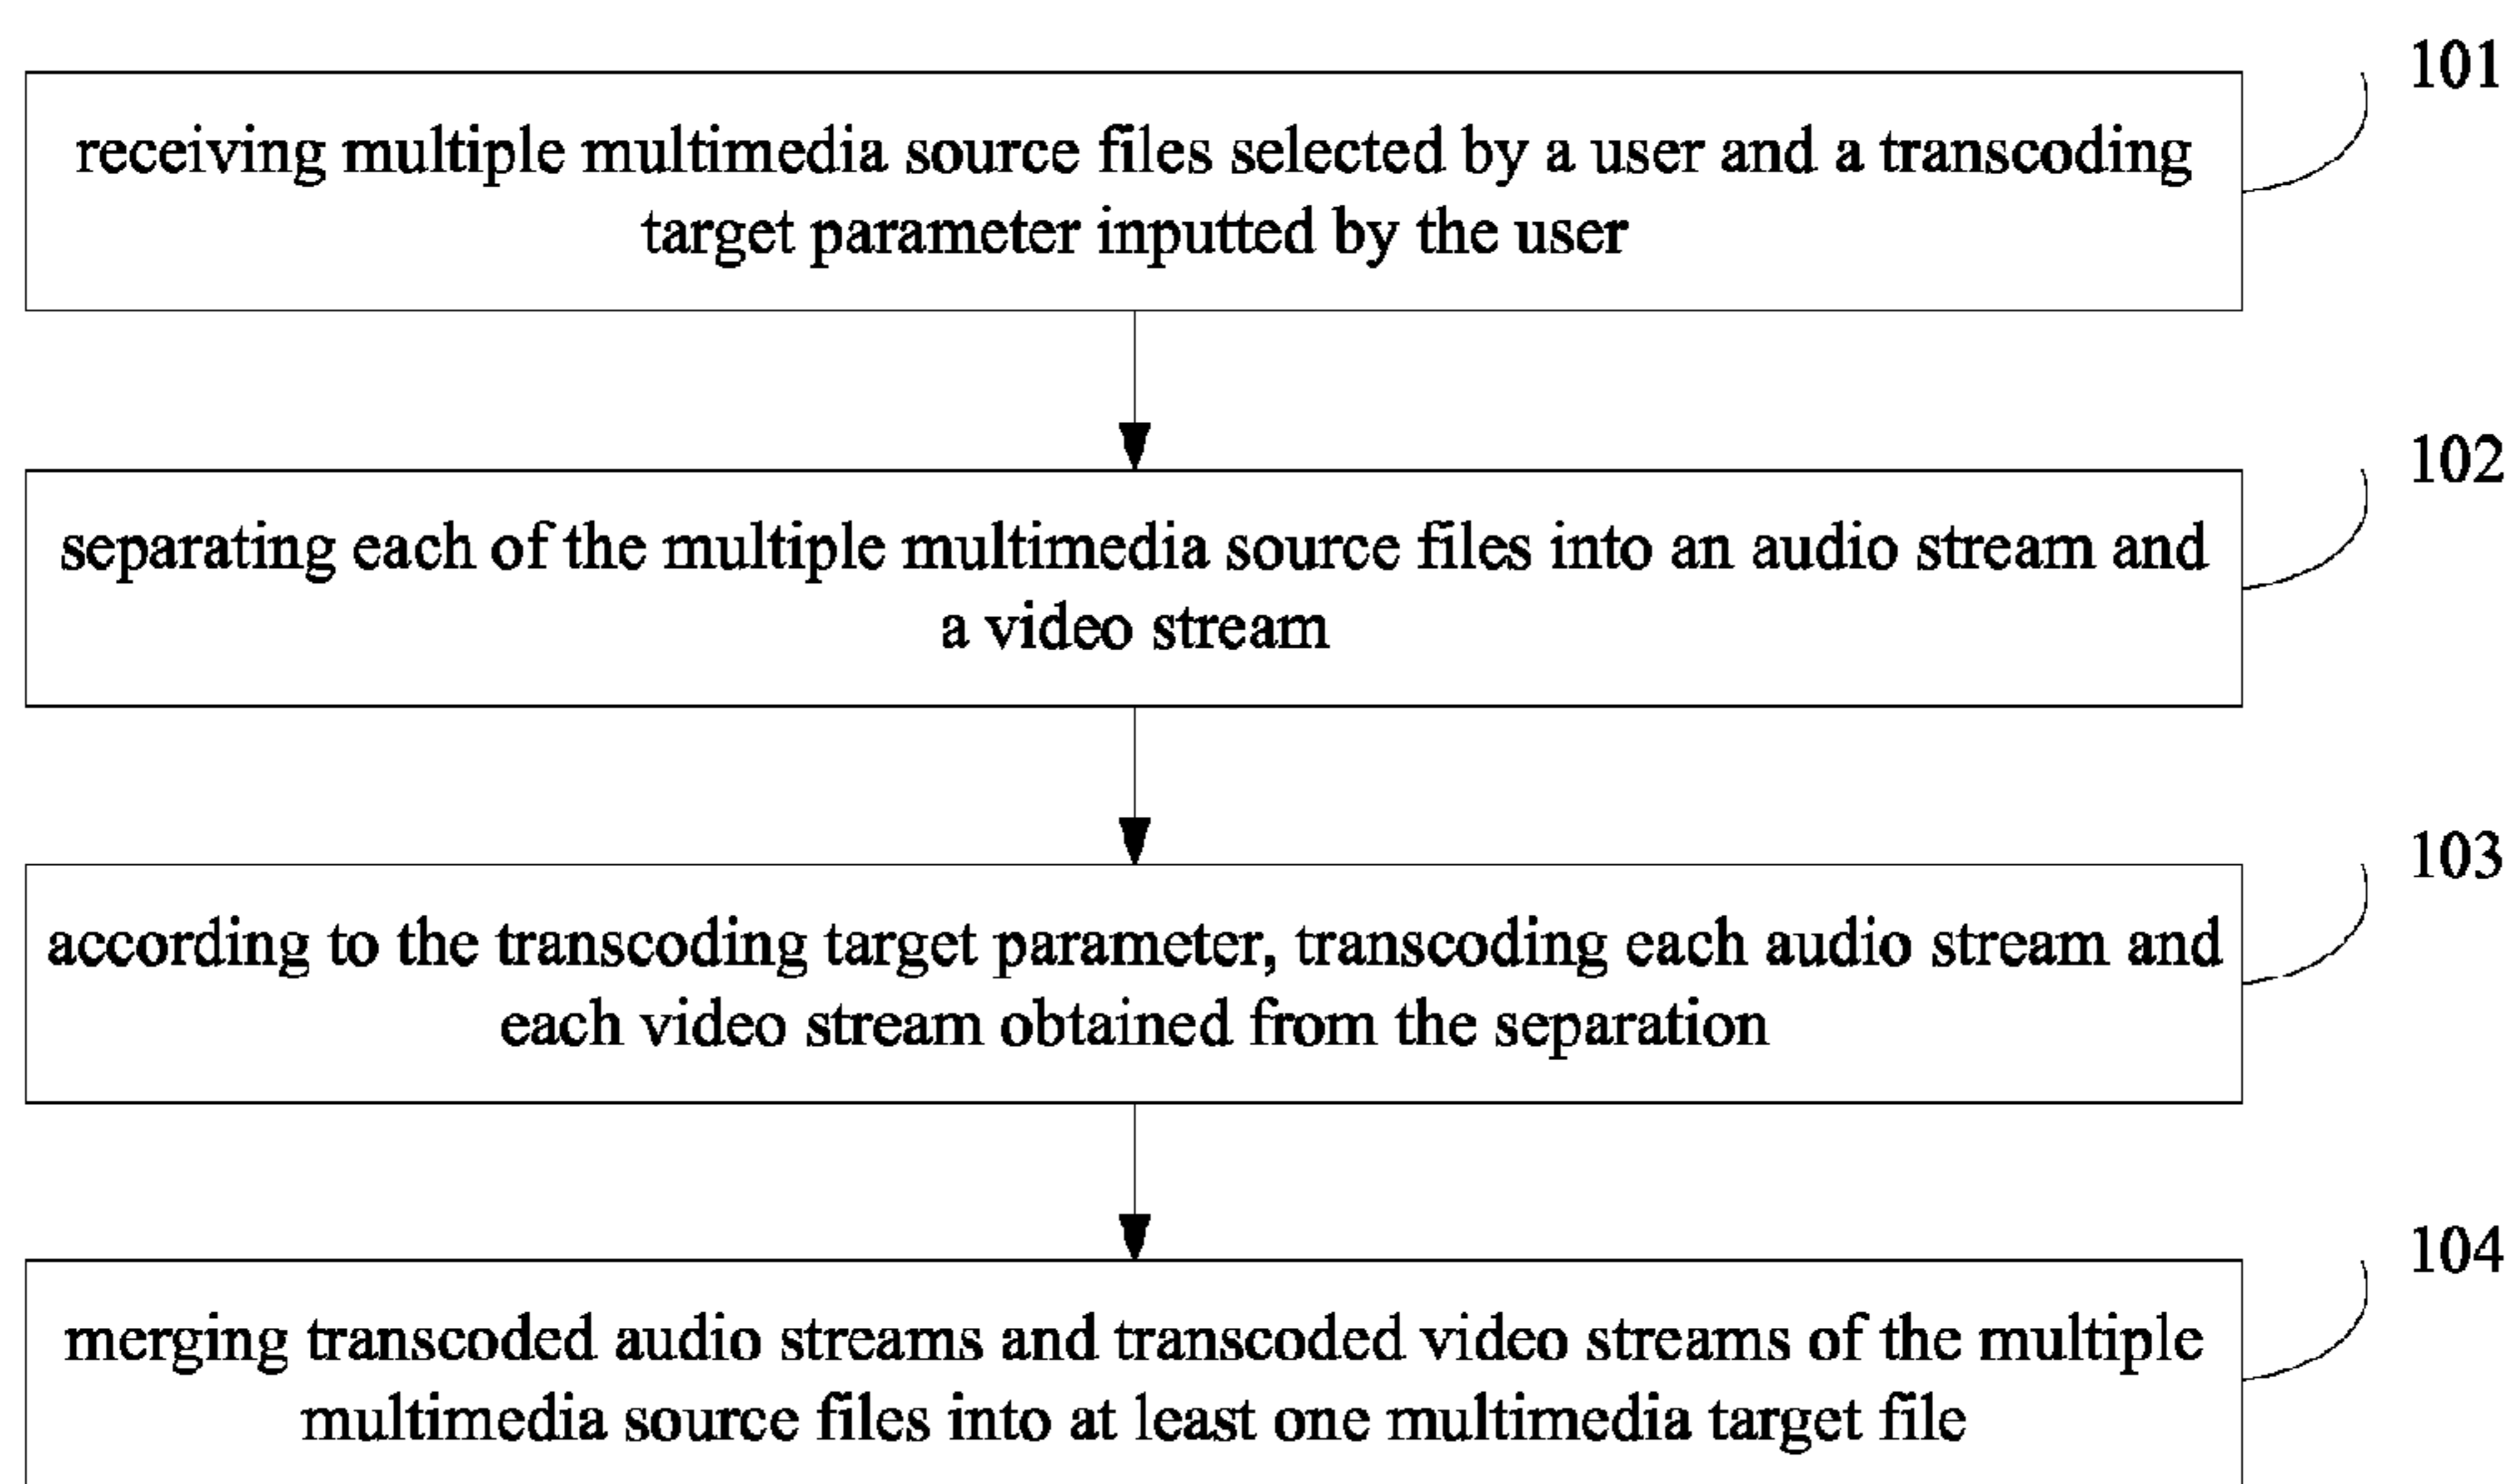 101
receiving multiple multimedia source files selected by a user and a transcoding
target parameter inputted by the user
102
separating each of the multiple multimedia source files into an audio stream and
a video stream
103
according to the transcoding target parameter, transcoding each audio stream and
each video stream obtained from the separation
104
merging transcoded audio streams and transcoded video streams of the multiple
multimedia source files into at least one multimedia target file